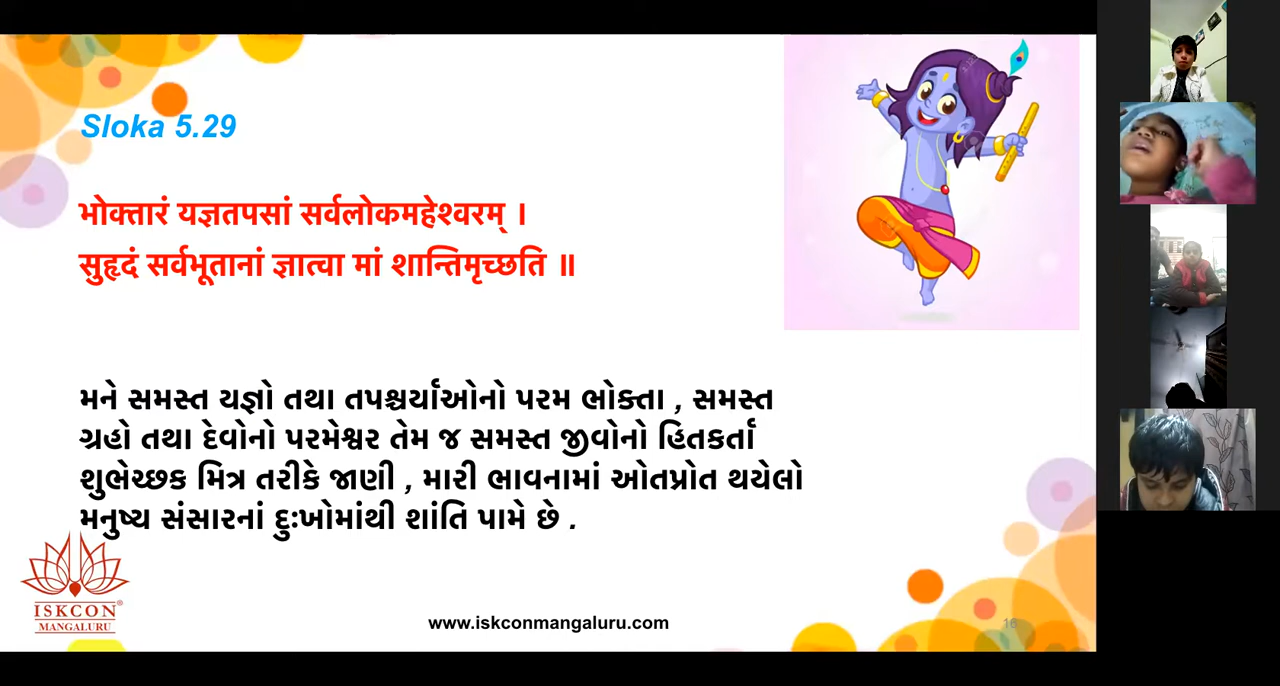 Sloka 5.29
भोक्तारं यज्ञतपसां सर्वलोकमहेश्वरम् ।
सुहृदं सर्वभूतानां ज्ञात्वा मां शान्तिमृच्छति ॥
મને સમસ્ત યજ્ઞો તથા તપશ્ચર્યાઓનો પરમ ભોક્તા , સમસ્ત
ગ્રહો તથા દેવોનો પરમેશ્વર તેમ જ સમસ્ત જીવોનો હિતકર્તા
શુભેચ્છક મિત્ર તરીકે જાણી , મારી ભાવનામાં ઓતપ્રોત થયેલો
મનુષ્ય સંસારનાં દુઃખોમાંથી શાંતિ પામે છે .
ISKCON®
MANGALURU
www.iskconmangaluru.com
16